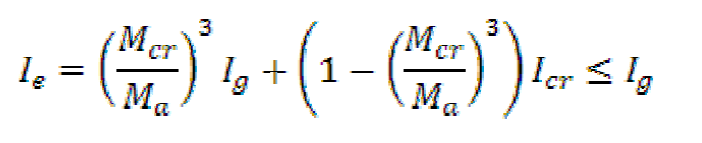 I_e = (M_cr / M_a)^3 I_g + (1 − (M_cr / M_a)^3) I_cr ≤ I_g